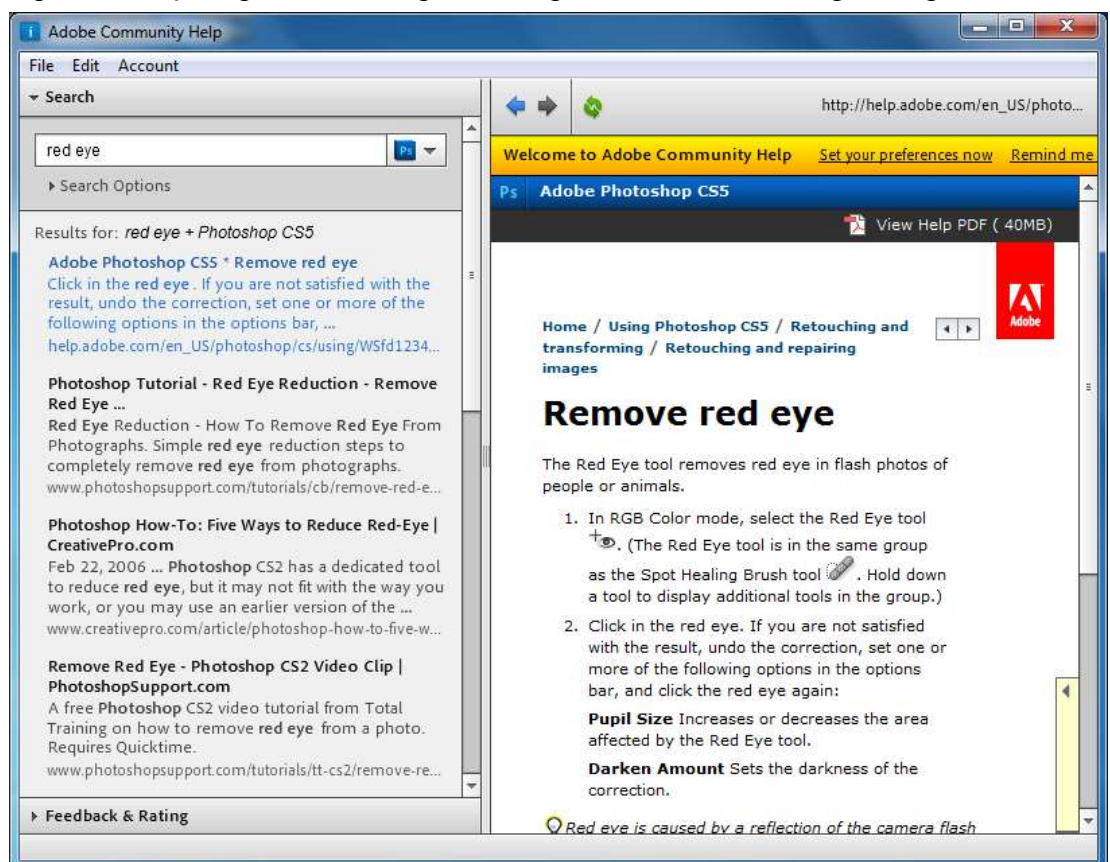 Adobe Community Help
File Edit Account
Search
red eye
Ps
Search Options
Results for: red eye + Photoshop CS5
Adobe Photoshop CS5 * Remove red eye
Click in the red eye . If you are not satisfied with the
result, undo the correction, set one or more of the
following options in the options bar, ...
help.adobe.com/en_US/photoshop/cs/using/WSfd1234...
Photoshop Tutorial - Red Eye Reduction - Remove
Red Eye ...
Red Eye Reduction - How To Remove Red Eye From
Photographs. Simple red eye reduction steps to
completely remove red eye from photographs.
www.photoshopsupport.com/tutorials/cb/remove-red-e...
Photoshop How-To: Five Ways to Reduce Red-Eye |
CreativePro.com
Feb 22, 2006 ... Photoshop CS2 has a dedicated tool
to reduce red eye, but it may not fit with the way you
work, or you may use an earlier version of the ...
www.creativepro.com/article/photoshop-how-to-five-w...
Remove Red Eye - Photoshop CS2 Video Clip |
PhotoshopSupport.com
A free Photoshop CS2 video tutorial from Total
Training on how to remove red eye from a photo.
Requires Quicktime.
www.photoshopsupport.com/tutorials/tt-cs2/remove-re...
Feedback & Rating
http://help.adobe.com/en_US/photo...
Welcome to Adobe Community Help Set your preferences now Remind me
Ps Adobe Photoshop CS5
View Help PDF ( 40MB)
Adobe
Home / Using Photoshop CS5 / Retouching and
transforming / Retouching and repairing
images
Remove red eye
The Red Eye tool removes red eye in flash photos of
people or animals.
1. In RGB Color mode, select the Red Eye tool
. (The Red Eye tool is in the same group
as the Spot Healing Brush tool . Hold down
a tool to display additional tools in the group.)
2. Click in the red eye. If you are not satisfied
with the result, undo the correction, set one or
more of the following options in the options
bar, and click the red eye again:
Pupil Size Increases or decreases the area
affected by the Red Eye tool.
Darken Amount Sets the darkness of the
correction.
Red eye is caused by a reflection of the camera flash